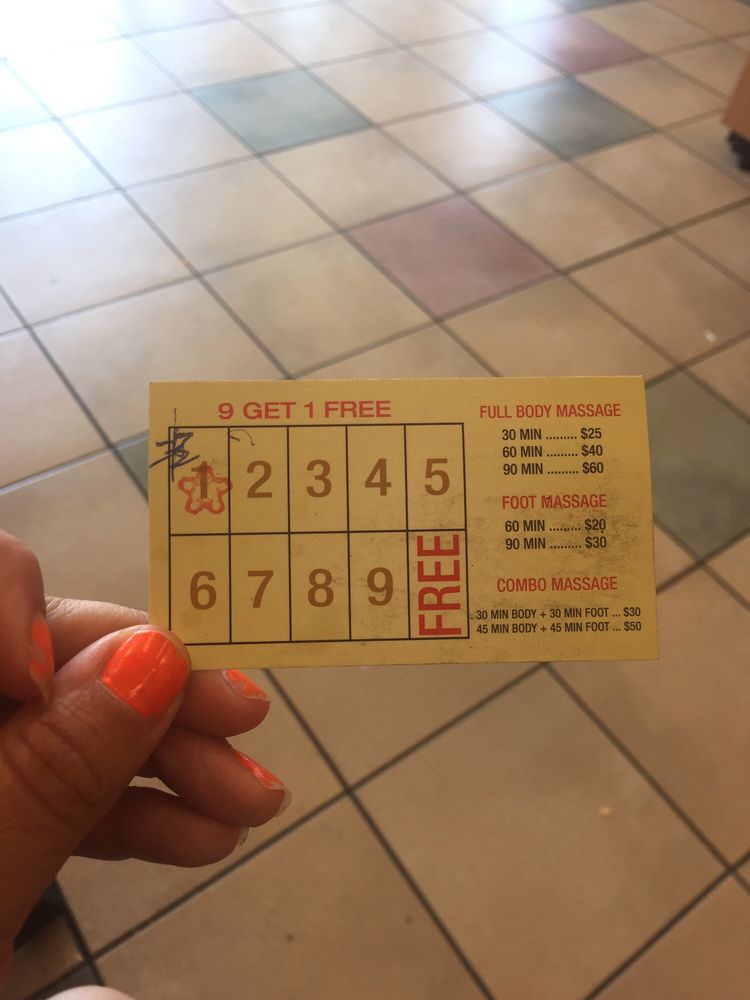 9 GET 1 FREE
1 2 3 4 5
6 7 8 9 FREE
FULL BODY MASSAGE
30 MIN ......... $25
60 MIN ......... $40
90 MIN ......... $60
FOOT MASSAGE
60 MIN ......... $20
90 MIN ......... $30
COMBO MASSAGE
30 MIN BODY + 30 MIN FOOT ... $30
45 MIN BODY + 45 MIN FOOT ... $50